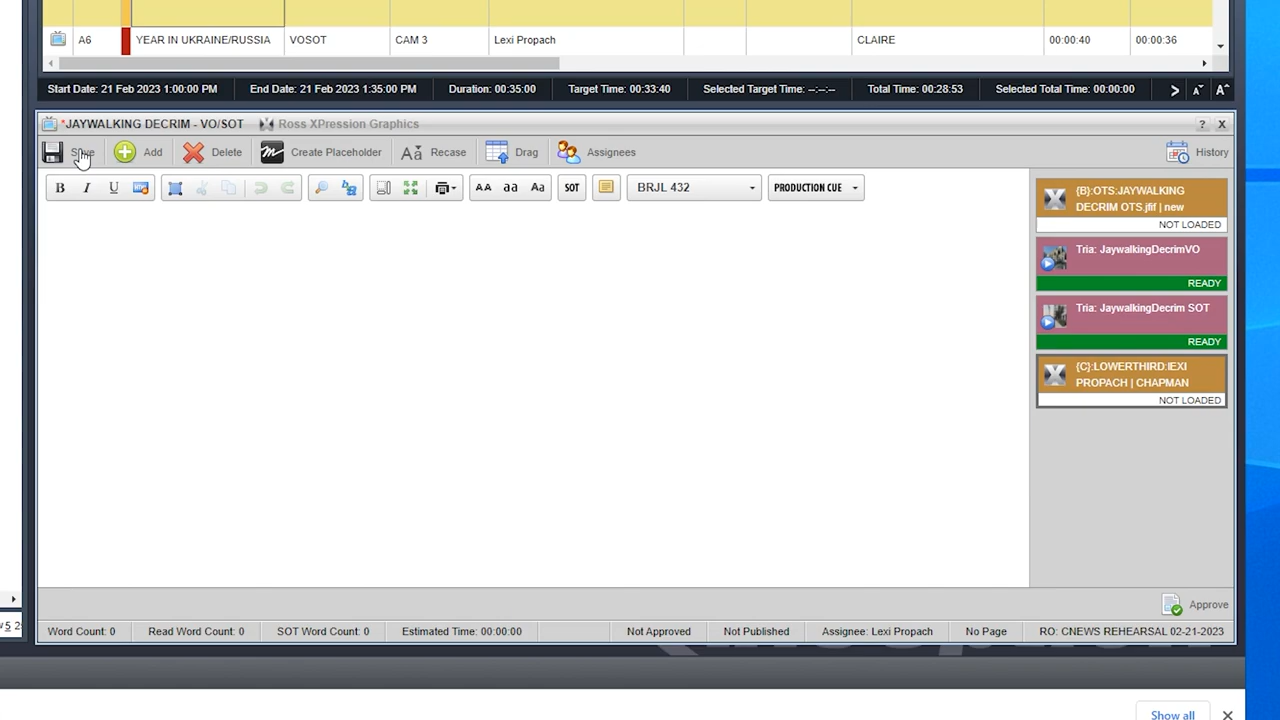 A6 YEAR IN UKRAINE/RUSSIA VOSOT CAM 3 Lexi Propach CLAIRE 00:00:40 00:00:36
Start Date: 21 Feb 2023 1:00:00 PM End Date: 21 Feb 2023 1:35:00 PM Duration: 00:35:00 Target Time: 00:33:40 Selected Target Time: --:--:-- Total Time: 00:28:53 Selected Total Time: 00:00:00 > A A
*JAYWALKING DECRIM - VO/SOT Ross XPression Graphics ? X
Save Add Delete Create Placeholder Aa Recase Drag Assignees History
B I U AA aa Aa SOT BRJL 432 PRODUCTION CUE
{B}:OTS:JAYWALKING
DECRIM OTS.jfif | new
NOT LOADED
Tria: JaywalkingDecrimVO
READY
Tria: JaywalkingDecrim SOT
READY
{C}:LOWERTHIRD:lEXI
PROPACH | CHAPMAN
NOT LOADED
Approve
Word Count: 0 Read Word Count: 0 SOT Word Count: 0 Estimated Time: 00:00:00 Not Approved Not Published Assignee: Lexi Propach No Page RO: CNEWS REHEARSAL 02-21-2023
Show all